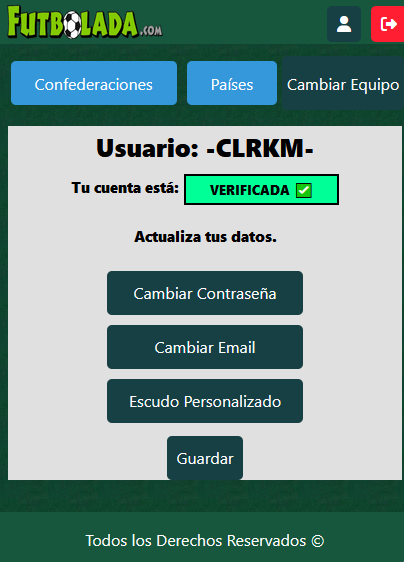 FUTBOLADA.COM
Confederaciones
Países
Cambiar Equipo
Usuario: -CLRKM-
Tu cuenta está: VERIFICADA ✅
Actualiza tus datos.
Cambiar Contraseña
Cambiar Email
Escudo Personalizado
Guardar
Todos los Derechos Reservados ©